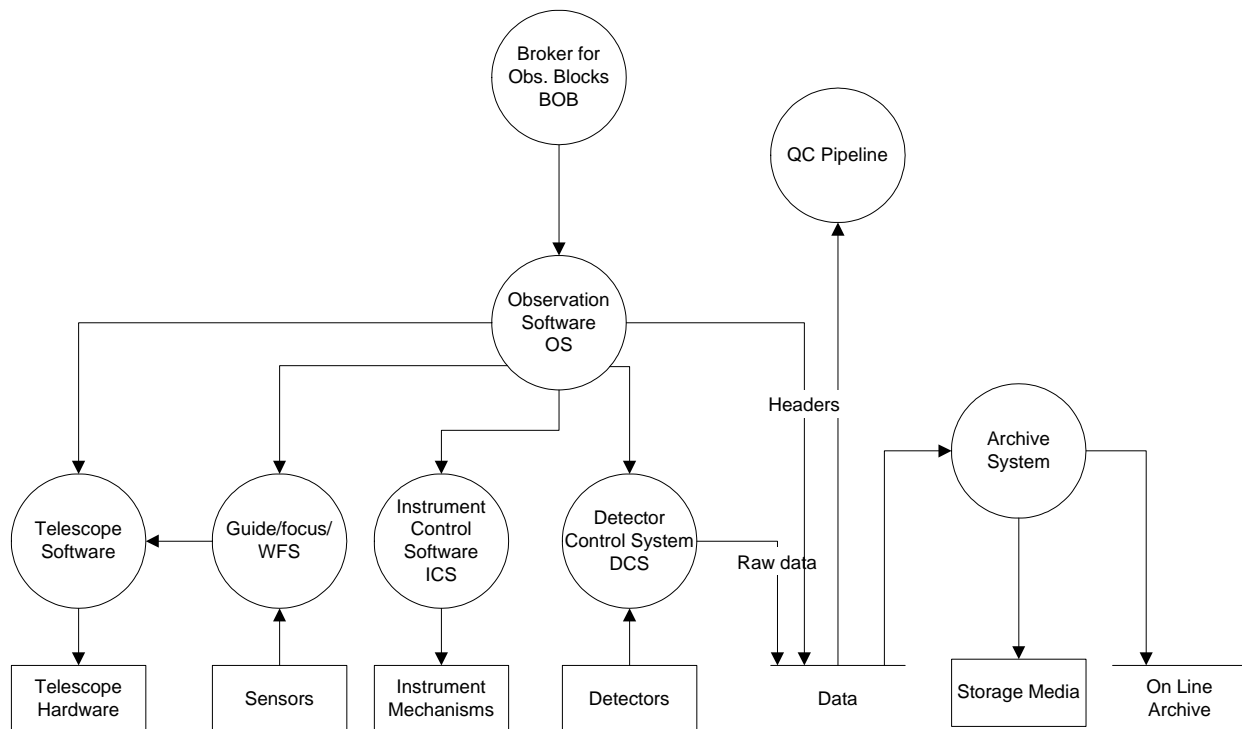 Broker for
Obs. Blocks
BOB
QC Pipeline
Observation
Software
OS
Headers
Archive
System
Telescope
Software
Guide/focus/
WFS
Instrument
Control
Software
ICS
Detector
Control System
DCS
Raw data
Telescope
Hardware
Sensors
Instrument
Mechanisms
Detectors
Data
Storage Media
On Line
Archive